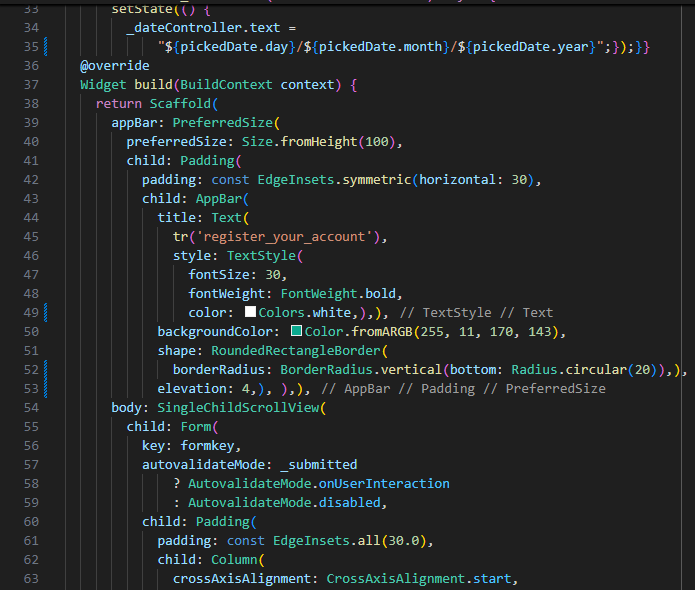 33 setState(() {
34 _dateController.text =
35 "${pickedDate.day}/${pickedDate.month}/${pickedDate.year}";});}}
36 @override
37 Widget build(BuildContext context) {
38 return Scaffold(
39 appBar: PreferredSize(
40 preferredSize: Size.fromHeight(100),
41 child: Padding(
42 padding: const EdgeInsets.symmetric(horizontal: 30),
43 child: AppBar(
44 title: Text(
45 tr('register_your_account'),
46 style: TextStyle(
47 fontSize: 30,
48 fontWeight: FontWeight.bold,
49 color: Colors.white,),), // TextStyle // Text
50 backgroundColor: Color.fromARGB(255, 11, 170, 143),
51 shape: RoundedRectangleBorder(
52 borderRadius: BorderRadius.vertical(bottom: Radius.circular(20)),),
53 elevation: 4,), ),), // AppBar // Padding // PreferredSize
54 body: SingleChildScrollView(
55 child: Form(
56 key: formkey,
57 autovalidateMode: _submitted
58 ? AutovalidateMode.onUserInteraction
59 : AutovalidateMode.disabled,
60 child: Padding(
61 padding: const EdgeInsets.all(30.0),
62 child: Column(
63 crossAxisAlignment: CrossAxisAlignment.start,